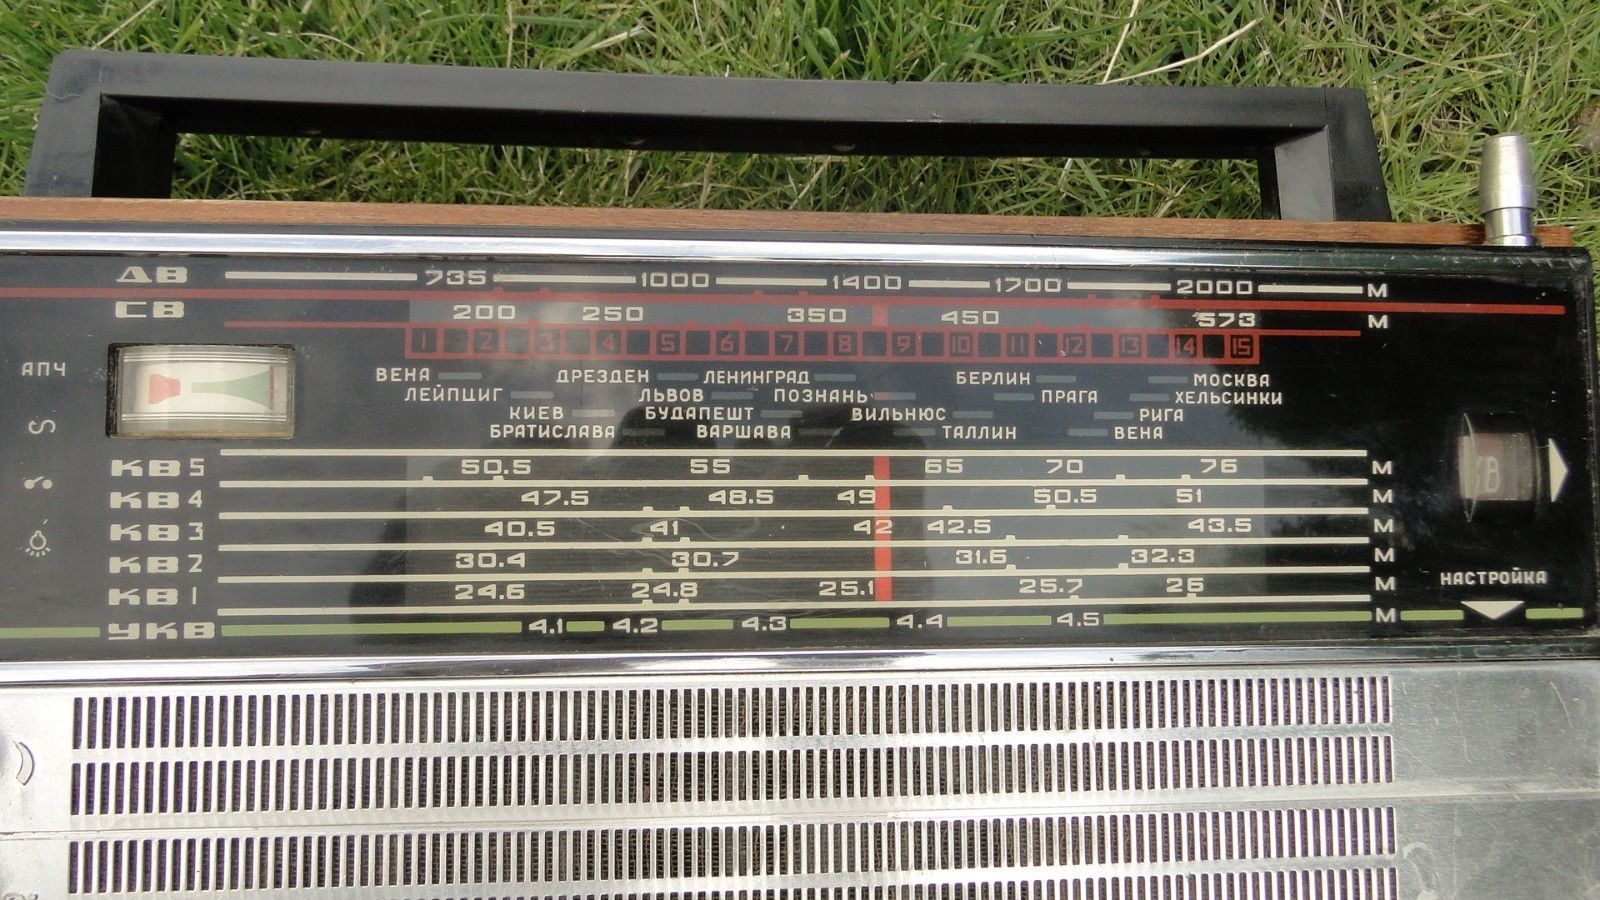 ДВ 735 1000 1400 1700 2000 М
СВ 200 250 350 450 573 М
1 2 3 4 5 6 7 8 9 10 11 12 13 14 15
АПЧ
ВЕНА ДРЕЗДЕН ЛЕНИНГРАД БЕРЛИН МОСКВА
ЛЕЙПЦИГ ЛЬВОВ ПОЗНАНЬ ПРАГА ХЕЛЬСИНКИ
КИЕВ БУДАПЕШТ ВИЛЬНЮС РИГА
БРАТИСЛАВА ВАРШАВА ТАЛЛИН ВЕНА
КВ 5 50.5 55 65 70 76 М
КВ 4 47.5 48.5 49 50.5 51 М
КВ 3 40.5 41 42 42.5 43.5 М
КВ 2 30.4 30.7 31.6 32.3 М
КВ 1 24.6 24.8 25.1 25.7 26 М
УКВ 4.1 4.2 4.3 4.4 4.5 М
НАСТРОЙКА